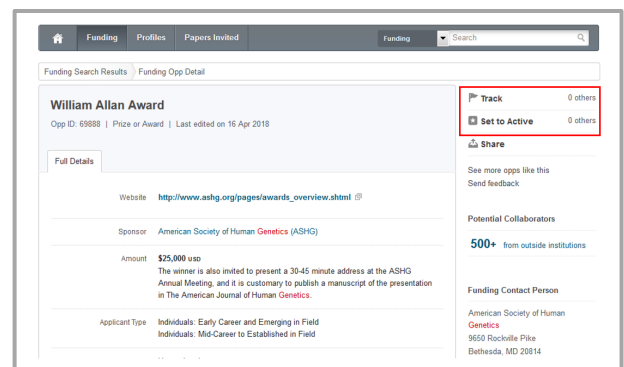 Funding Profiles Papers Invited Funding Search
Funding Search Results Funding Opp Detail
William Allan Award
Opp ID: 69888 | Prize or Award | Last edited on 16 Apr 2018
Full Details
Website http://www.ashg.org/pages/awards_overview.shtml
Sponsor American Society of Human Genetics (ASHG)
Amount $25,000 USD
The winner is also invited to present a 30-45 minute address at the ASHG
Annual Meeting, and it is customary to publish a manuscript of the presentation
in The American Journal of Human Genetics.
Applicant Type Individuals: Early Career and Emerging in Field
Individuals: Mid-Career to Established in Field
Track 0 others
Set to Active 0 others
Share
See more opps like this
Send feedback
Potential Collaborators
500+ from outside institutions
Funding Contact Person
American Society of Human
Genetics
9650 Rockville Pike
Bethesda, MD 20814